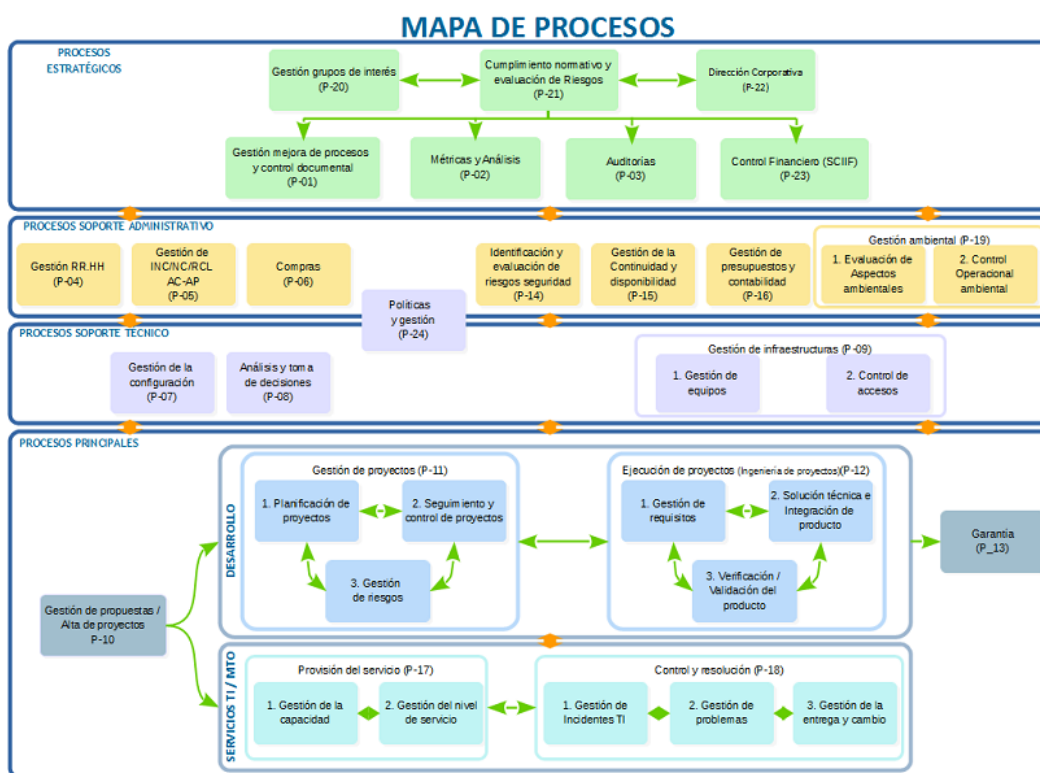 MAPA DE PROCESOS
PROCESOS
ESTRATÉGICOS
Gestión grupos de interés
(P-20)
Cumplimiento normativo y
evaluación de Riesgos
(P-21)
Dirección Corporativa
(P-22)
Gestión mejora de procesos
y control documental
(P-01)
Métricas y Análisis
(P-02)
Auditorías
(P-03)
Control Financiero (SCIIF)
(P-23)
PROCESOS SOPORTE ADMINISTRATIVO
Gestión RR.HH
(P-04)
Gestión de
INC/NC/RCL
AC-AP
(P-05)
Compras
(P-06)
Identificación y
evaluación de
riesgos seguridad
(P-14)
Gestión de la
Continuidad y
disponibilidad
(P-15)
Gestión de
presupuestos y
contabilidad
(P-16)
Gestión ambiental (P-19)
1. Evaluación de
Aspectos
ambientales
2. Control
Operacional
ambiental
Políticas
y gestión
(P-24)
PROCESOS SOPORTE TÉCNICO
Gestión de la
configuración
(P-07)
Análisis y toma
de decisiones
(P-08)
Gestión de infraestructuras (P-09)
1. Gestión de
equipos
2. Control de
accesos
PROCESOS PRINCIPALES
DESARROLLO
Gestión de proyectos (P-11)
1. Planificación de
proyectos
2. Seguimiento y
control de proyectos
3. Gestión
de riesgos
Ejecución de proyectos (Ingeniería de proyectos)(P-12)
1. Gestión de
requisitos
2. Solución técnica e
Integración de
producto
3. Verificación /
Validación del
producto
Garantía
(P_13)
Gestión de propuestas /
Alta de proyectos
P-10
SERVICIOS TI / MTO
Provisión del servicio (P-17)
1. Gestión de la
capacidad
2. Gestión del nivel
de servicio
Control y resolución (P-18)
1. Gestión de
Incidentes TI
2. Gestión de
problemas
3. Gestión de la
entrega y cambio